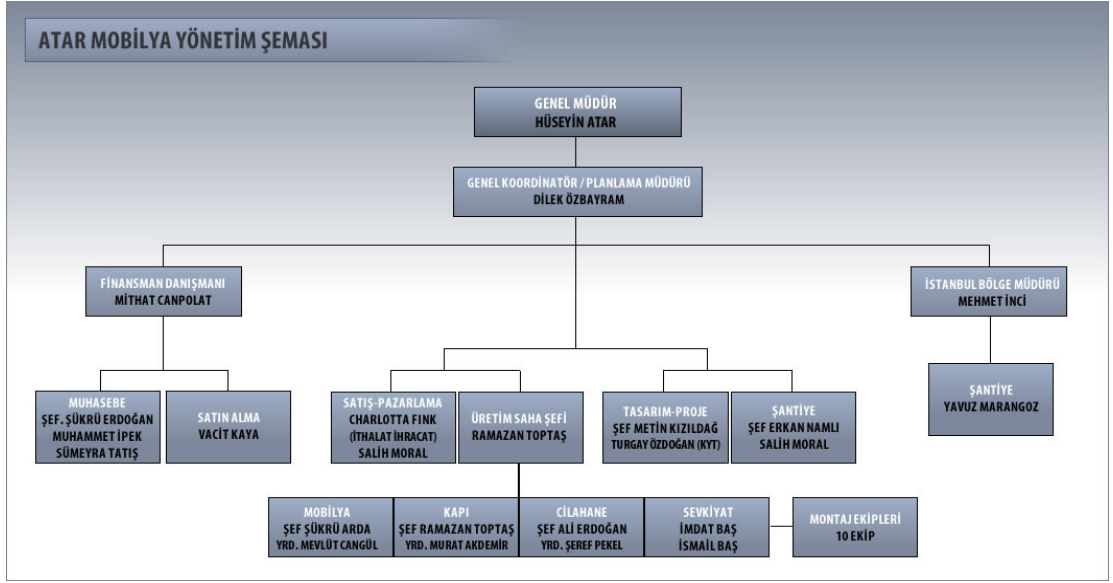 ATAR MOBİLYA YÖNETİM ŞEMASI
GENEL MÜDÜR
HÜSEYİN ATAR
GENEL KOORDİNATÖR / PLANLAMA MÜDÜRÜ
DİLEK ÖZBAYRAM
FİNANSMAN DANIŞMANI
MİTHAT CANPOLAT
İSTANBUL BÖLGE MÜDÜRÜ
MEHMET İNCİ
MUHASEBE
ŞEF. ŞÜKRÜ ERDOĞAN
MUHAMMET İPEK
SÜMEYRA TATIŞ
SATIN ALMA
VACİT KAYA
SATIŞ-PAZARLAMA
CHARLOTTA FINK
(İTHALAT İHRACAT)
SALİH MORAL
ÜRETİM SAHA ŞEFİ
RAMAZAN TOPTAŞ
TASARIM-PROJE
ŞEF METİN KIZILDAĞ
TURGAY ÖZDOĞAN (KYT)
ŞANTİYE
ŞEF ERKAN NAMLI
SALİH MORAL
ŞANTİYE
YAVUZ MARANGOZ
MOBİLYA
ŞEF ŞÜKRÜ ARDA
YRD. MEVLÜT CANGÜL
KAPI
ŞEF RAMAZAN TOPTAŞ
YRD. MURAT AKDEMİR
CİLAHANE
ŞEF ALİ ERDOĞAN
YRD. ŞEREF PEKEL
SEVKİYAT
İMDAT BAŞ
İSMAİL BAŞ
MONTAJ EKİPLERİ
10 EKİP